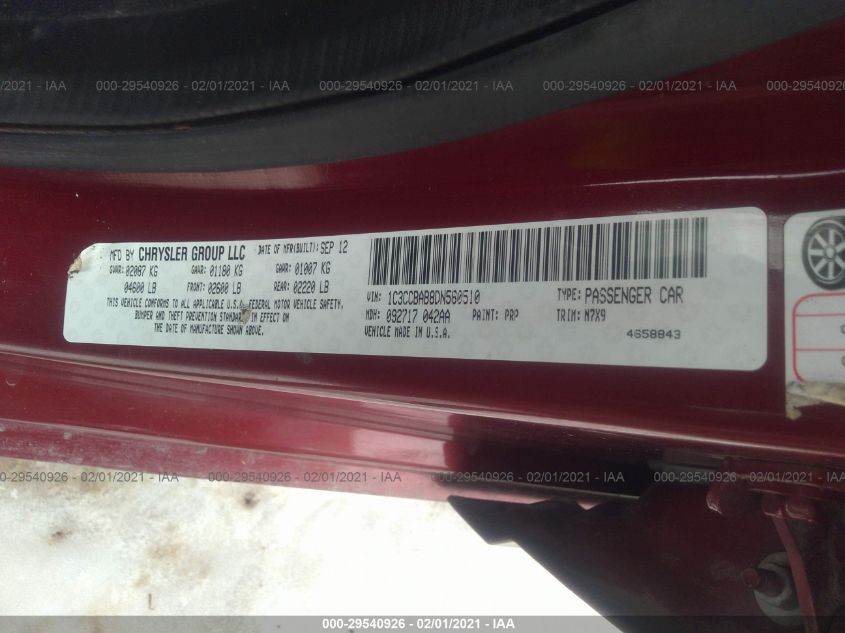 000-29540926 - 02/01/2021 - IAA
MFD BY CHRYSLER GROUP LLC DATE OF MFR(BUILT): SEP 12
GVWR: 02087 KG GAWR: 01180 KG GAWR: 01007 KG
04600 LB FRONT: 02600 LB REAR: 02220 LB
THIS VEHICLE CONFORMS TO ALL APPLICABLE U.S.A. FEDERAL MOTOR VEHICLE SAFETY,
BUMPER AND THEFT PREVENTION STANDARDS IN EFFECT ON
THE DATE OF MANUFACTURE SHOWN ABOVE.
VIN: 1C3CCBAB8DN560510 TYPE: PASSENGER CAR
MDH: 092717 042AA PAINT: PRP TRIM: N7X9
VEHICLE MADE IN U.S.A. 4658843
000-29540926 - 02/01/2021 - IAA
000-29540926 - 02/01/2021 - IAA